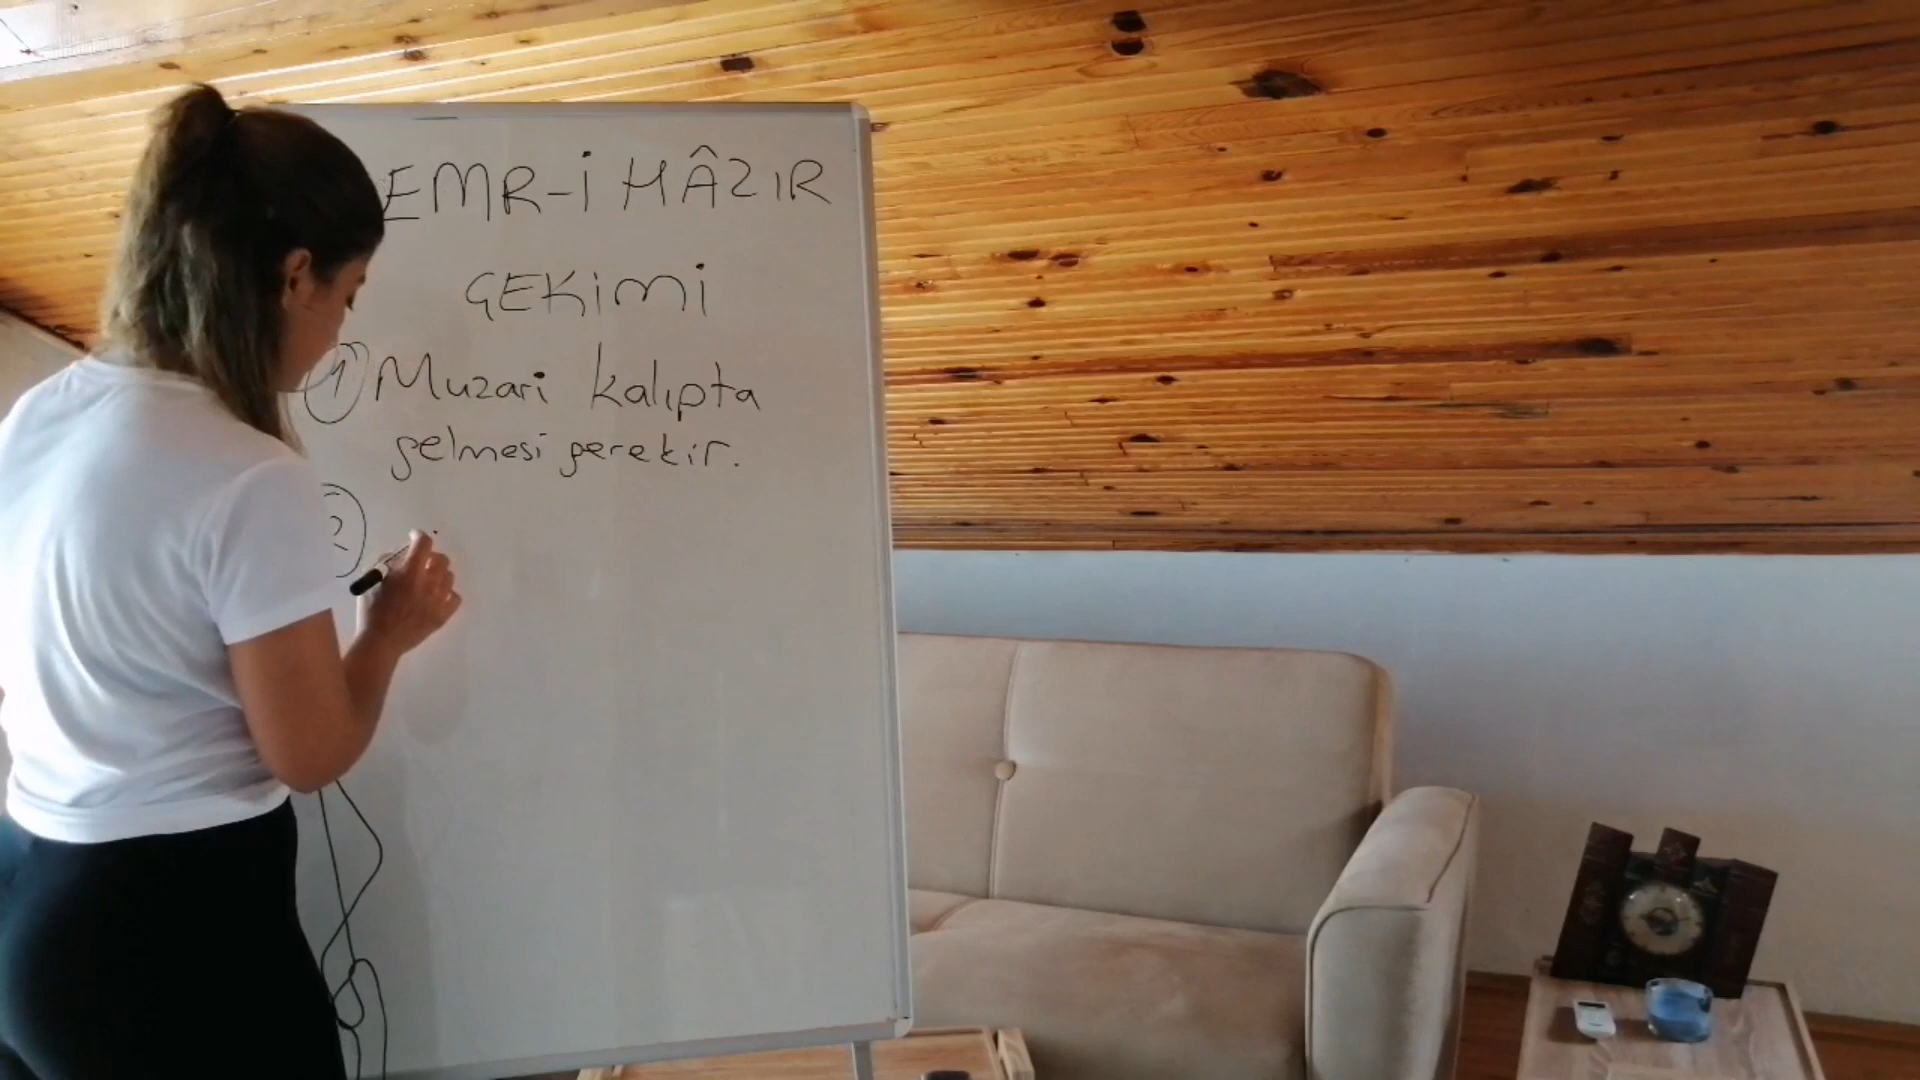 EMR-İ HÂZIR
ÇEKİMİ
1 Muzari kalıpta
gelmesi gerekir.
2